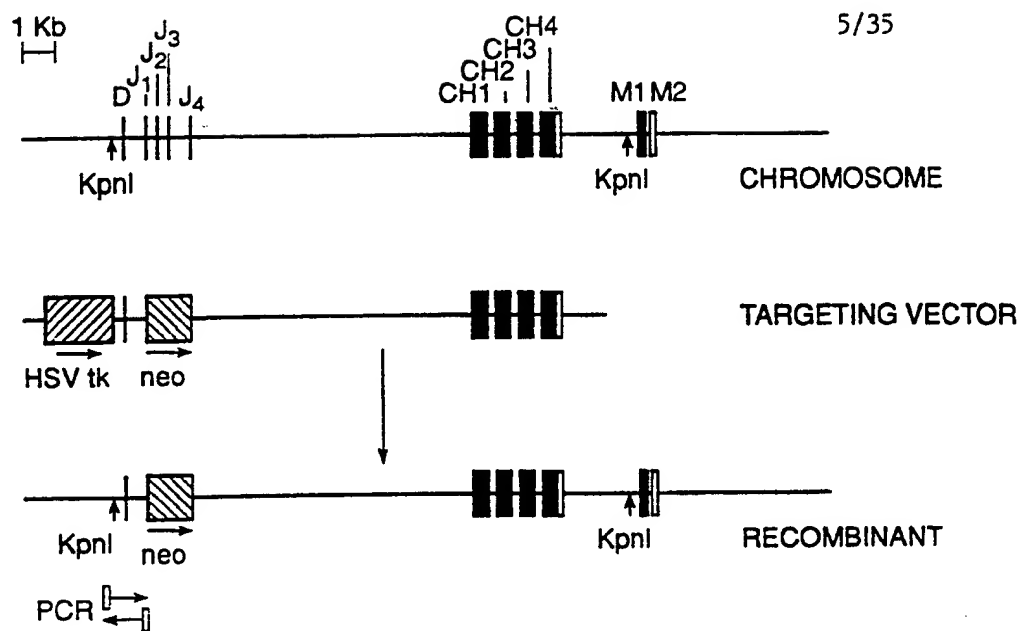 1 Kb
5/35
D J₁ J₂ J₃ J₄ CH1 CH2 CH3 CH4 M1 M2
KpnI KpnI CHROMOSOME
TARGETING VECTOR
HSV tk neo
KpnI neo KpnI RECOMBINANT
PCR